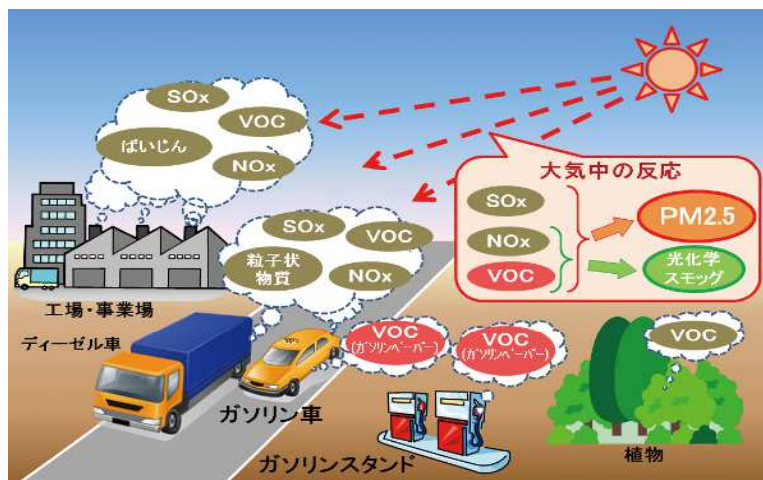 SOx
VOC
ばいじん
NOx
大気中の反応
SOx
NOx
VOC
PM2.5
光化学
スモッグ
SOx
VOC
粒子状
物質
NOx
工場・事業場
ディーゼル車
ガソリン車
VOC
(ガソリンベーパー)
VOC
(ガソリンベーパー)
ガソリンスタンド
VOC
植物